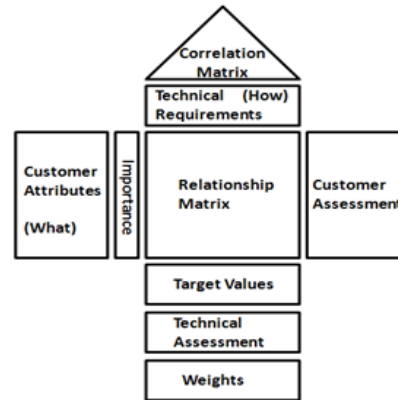 Correlation
Matrix
Technical (How)
Requirements
Customer
Attributes
(What)
Importance
Relationship
Matrix
Customer
Assessment
Target Values
Technical
Assessment
Weights